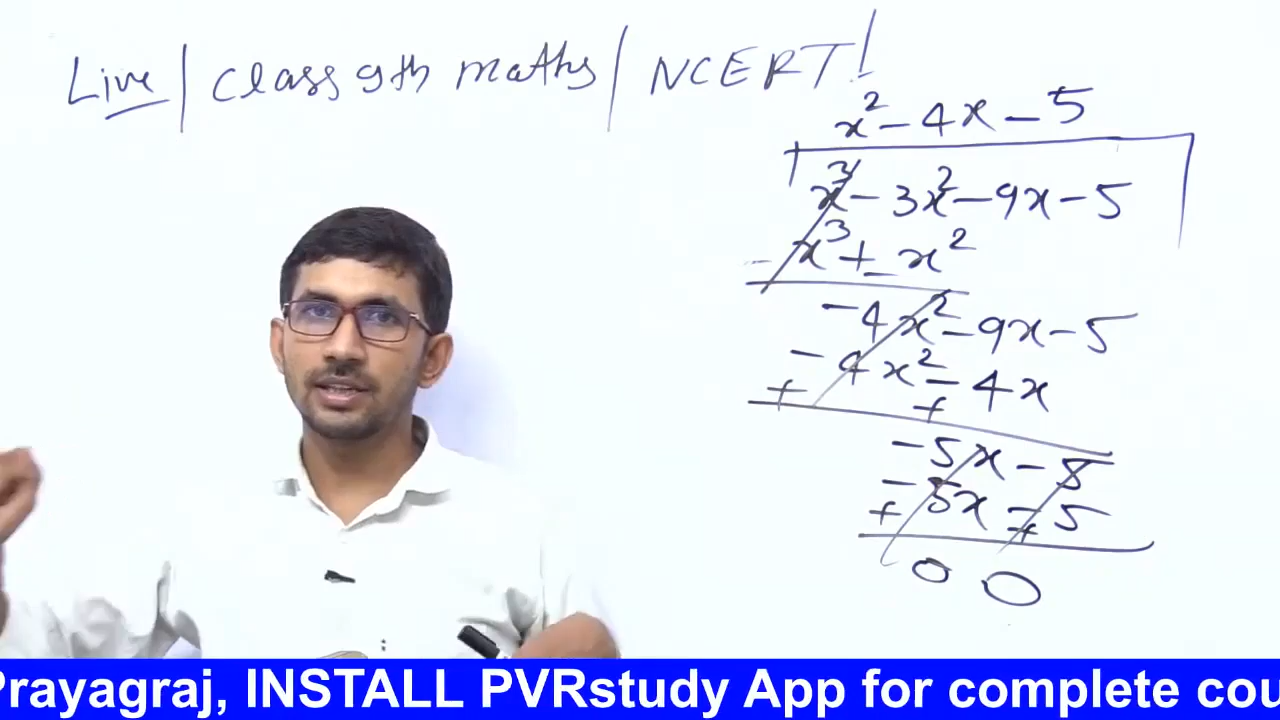 Live | Class 9th maths / NCERT /
x² - 4x - 5
x³ - 3x² - 9x - 5
- x³ + x²
-
- 4x² - 9x - 5
- 4x² - 4x
+ +
- 5x - 5
- 5x - 5
+ +
0 0
Prayagraj, INSTALL PVRstudy App for complete cou